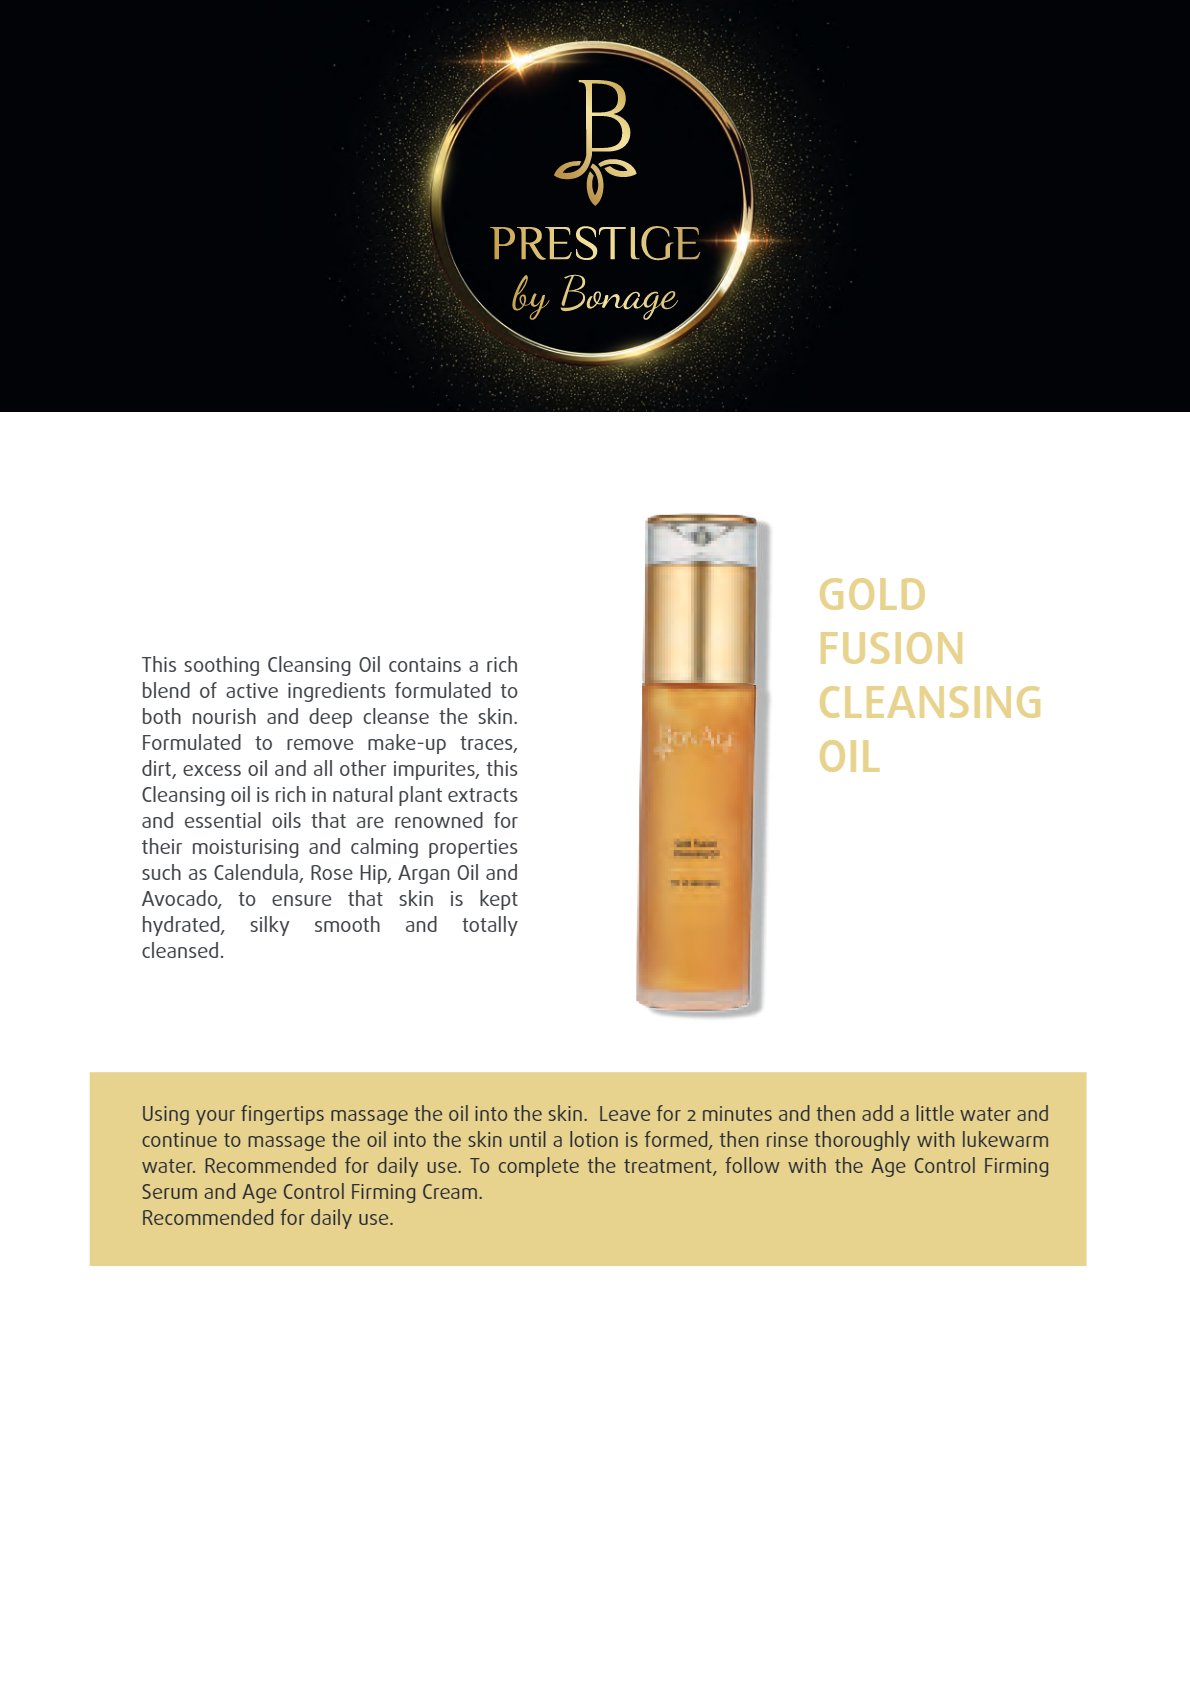 B
PRESTIGE
by Bonage
GOLD
FUSION
CLEANSING
OIL
This soothing Cleansing Oil contains a rich
blend of active ingredients formulated to
both nourish and deep cleanse the skin.
Formulated to remove make-up traces,
dirt, excess oil and all other impurites, this
Cleansing oil is rich in natural plant extracts
and essential oils that are renowned for
their moisturising and calming properties
such as Calendula, Rose Hip, Argan Oil and
Avocado, to ensure that skin is kept
hydrated, silky smooth and totally
cleansed.
BON AGE
Using your fingertips massage the oil into the skin.  Leave for 2 minutes and then add a little water and
continue to massage the oil into the skin until a lotion is formed, then rinse thoroughly with lukewarm
water. Recommended for daily use. To complete the treatment, follow with the Age Control Firming
Serum and Age Control Firming Cream.
Recommended for daily use.